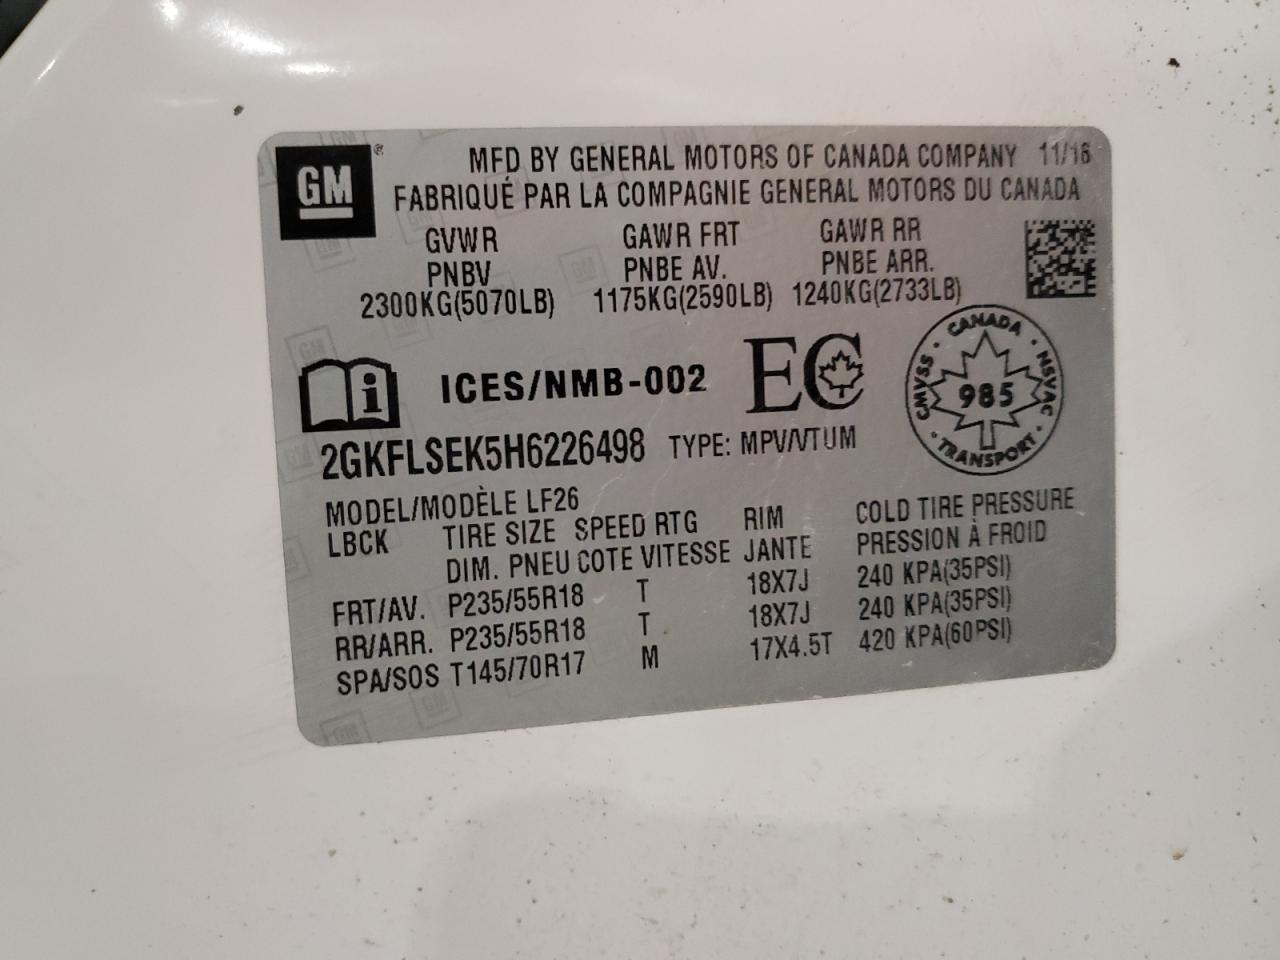 GM®
MFD BY GENERAL MOTORS OF CANADA COMPANY 11/16
FABRIQUÉ PAR LA COMPAGNIE GENERAL MOTORS DU CANADA
GVWR GAWR FRT GAWR RR
PNBV PNBE AV. PNBE ARR.
2300KG(5070LB) 1175KG(2590LB) 1240KG(2733LB)
i ICES/NMB-002 EC
CANADA
CMVSS 985 NSVAC
TRANSPORT
2GKFLSEK5H6226498 TYPE: MPV/VTUM
MODEL/MODÈLE LF26
LBCK TIRE SIZE SPEED RTG RIM COLD TIRE PRESSURE
DIM. PNEU COTE VITESSE JANTE PRESSION À FROID
FRT/AV. P235/55R18 T 18X7J 240 KPA(35PSI)
RR/ARR. P235/55R18 T 18X7J 240 KPA(35PSI)
SPA/SOS T145/70R17 M 17X4.5T 420 KPA(60PSI)